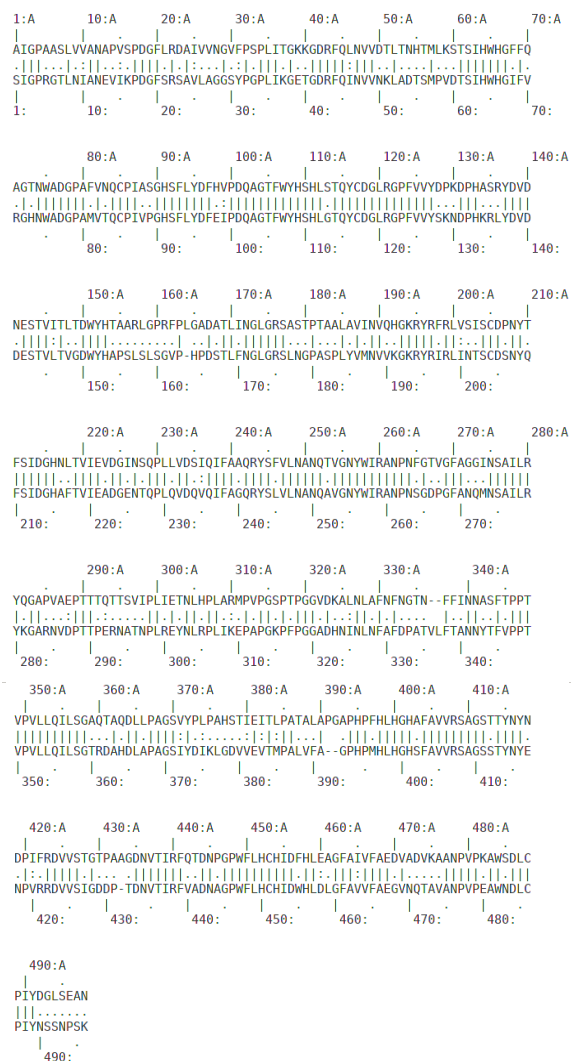 1:A 10:A 20:A 30:A 40:A 50:A 60:A 70:A
| | . | . | . | . | . | . | .
AIGPAASLVVANAPVSPDGFLRDAIVVNGVFPSPLITGKKGDRFQLNVVDTLTNHTMLKSTSIHWHGFFQ
.|||...|.:||..:.||||.|.|:...|.:|.|||.|..|||||:|||..|..|....|.|||||||.|.
SIGPRGTLNIANEVIKPDGFSRSAVLAGGSYPGPLIKGETGDRFQINVVNKLADTSMPVDTSIHWHGIFV
| | . | . | . | . | . | . | .
1: 10: 20: 30: 40: 50: 60: 70:
80:A 90:A 100:A 110:A 120:A 130:A 140:A
. | . | . | . | . | . | . |
AGTNWADGPAFVNQCPIASGHSFLYDFHVPDQAGTFWYHSHLSTQYCDGLRGPFVVYDPKDPHASRYDVD
.|.|||||||.|.||||..||||||||.:||||||||||||||.||||||||||||||...|||...||||
RGHNWADGPAMVTQCPIVPGHSFLYDFEIPDQAGTFWYHSHLGTQYCDGLRGPFVVYSKNDPHKRLYDVD
. | . | . | . | . | . | . |
80: 90: 100: 110: 120: 130: 140:
150:A 160:A 170:A 180:A 190:A 200:A 210:A
. | . | . | . | . | . | . |
NESTVITLTDWYHTAARLGPRFPLGADATLINGLGRSASTPTAALAVINVQHGKRYRFRLVSISCDPNYT
.||||:|..||||..........| .||.||.||||||...|...|.|.||..|||||.||:..|||.||.
DESTVLTVGDWYHAPSLSLSGVP-HPDSTLFNGLGRSLNGPASPLYVMNVVKGKRYRIRLINTSCDSNYQ
. | . | . | . | . | . | .
150: 160: 170: 180: 190: 200:
220:A 230:A 240:A 250:A 260:A 270:A 280:A
. | . | . | . | . | . | . |
FSIDGHNLTVIEVDGINSQPLLVDSIQIFAAQRYSFVLNANQTVGNYWIRANPNFGTVGFAGGINSAILR
||||||..||||.||.|.|||.||.:||||.||||.||||||.|||||||||||.|..||...||||||
FSIDGHAFTVIEADGENTQPLQVDQVQIFAGQRYSLVLNANQAVGNYWIRANPNSGDPGFANQMNSAILR
| . | . | . | . | . | . | .
210: 220: 230: 240: 250: 260: 270:
290:A 300:A 310:A 320:A 330:A 340:A
. | . | . | . | . | . | .
YQGAPVAEPTTTQTTSVIPLIETNLHPLARMPVPGSPTPGGVDKALNLAFNFNGTN--FFINNASFTPPT
|.||...:|||.:.....||.|.||.||.:.|.||.|.|||.|..||.|.|.... |..||..|.||||
YKGARNVDPTTPERNATNPLREYNLRPLIKEPAPGKPFPGGADHNINLNFAFDPATVLFTANNYTFVPPT
| . | . | . | . | . | . | .
280: 290: 300: 310: 320: 330: 340:
350:A 360:A 370:A 380:A 390:A 400:A 410:A
| . | . | . | . | . | . | .
VPVLLQILSGAQTAQDLLPAGSVYPLPAHSTIEITLPATALAPGAPHPFHLHGHAFAVVRSAGSTTYNYN
||||||||||...|.||.||||:|.:.....:|:|:||...| .|||.|||||.|||||||||.||||.
VPVLLQILSGTRDAHDLAPAGSIYDIKLGDVVEVTMPALVFA--GPHPMHLHGHSFAVVRSAGSSTYNYE
| . | . | . | . | . | . | .
350: 360: 370: 380: 390: 400: 410:
420:A 430:A 440:A 450:A 460:A 470:A 480:A
. | . | . | . | . | . | . |
DPIFRDVVSTGTPAAGDNVTIRFQTDNPGPWFLHCHIDFHLEAGFAIVFAEDVADVKAANPVPKAWSDLC
.|:.|||||.|... .|||||||..||.||||||||||.||:.|||:||||.|.....|||||.||.|||
NPVRRDVVSIGDDP-TDNVTIRFVADNAGPWFLHCHIDWHLDLGFAVVFAEGVNQTAVANPVPEAWNDLC
| . | . | . | . | . | . | .
420: 430: 440: 450: 460: 470: 480:
490:A
| .
PIYDGLSEAN
|||.......
PIYNSSNPSK
| .
490: